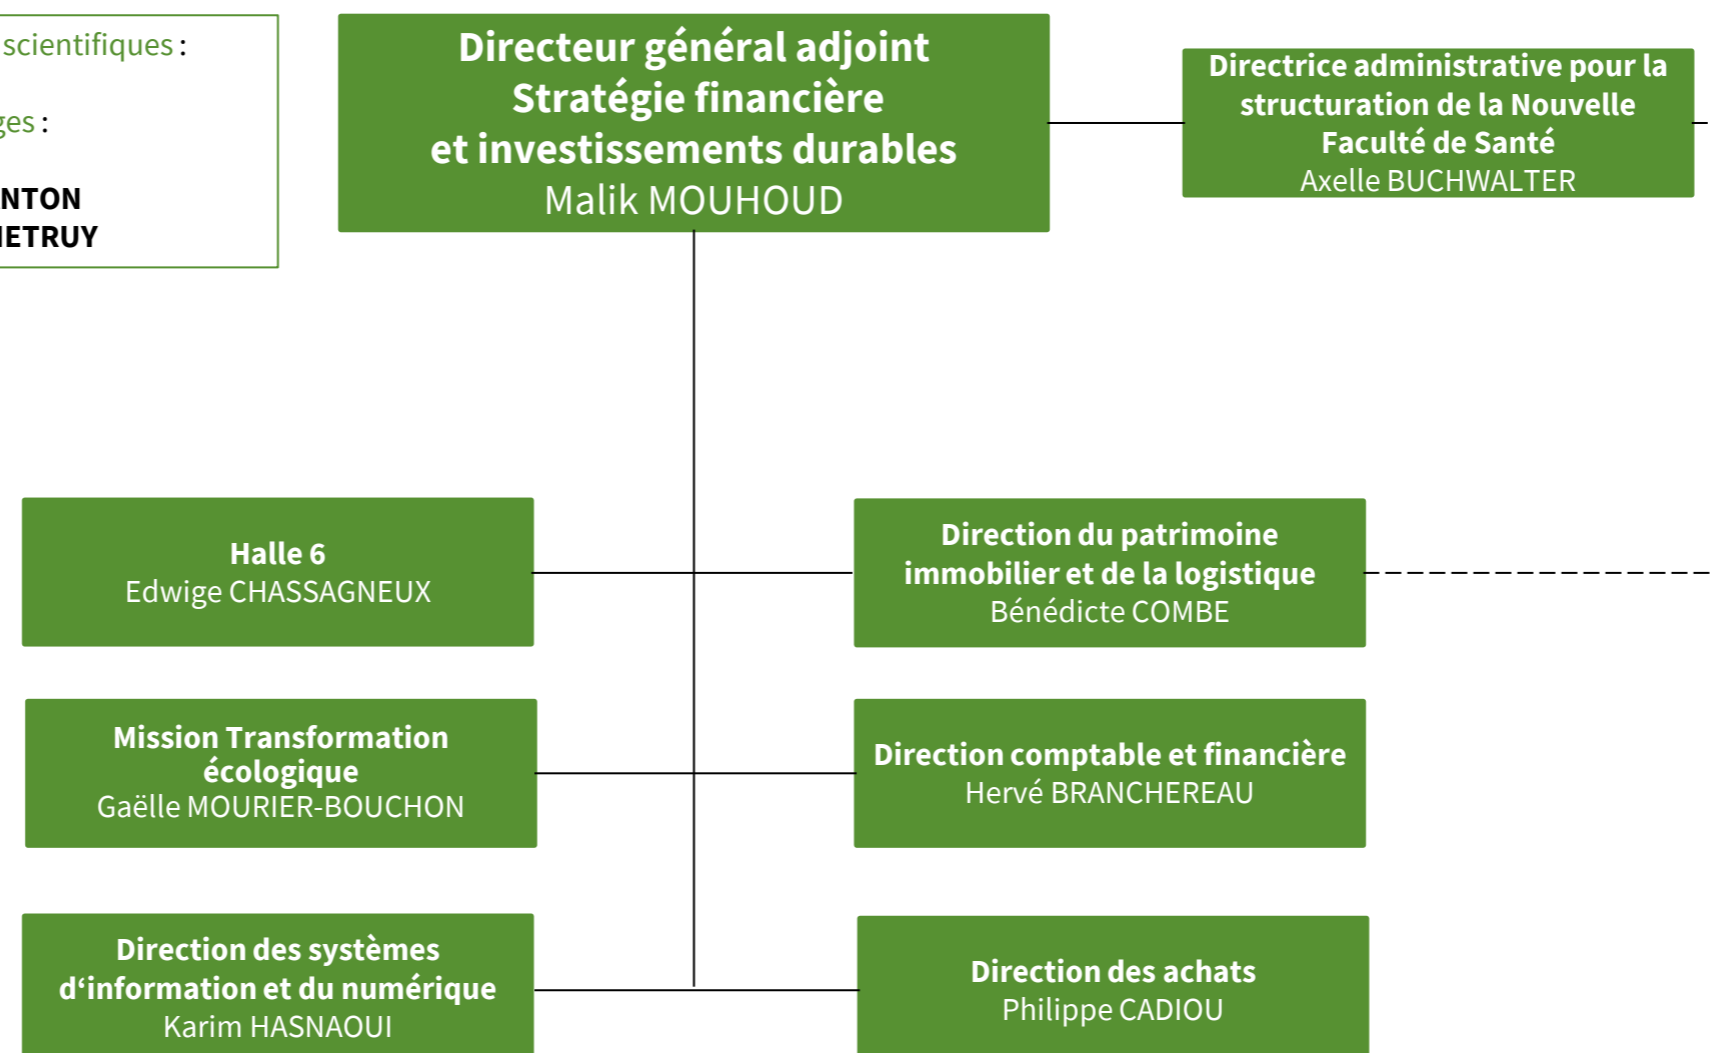 scientifiques :
Directeur général adjoint
Stratégie financière
et investissements durables
Malik MOUHOUD
Directrice administrative pour la
structuration de la Nouvelle
Faculté de Santé
Axelle BUCHWALTER
Halle 6
Edwige CHASSAGNEUX
Direction du patrimoine
immobilier et de la logistique
Bénédicte COMBE
Mission Transformation
écologique
Gaëlle MOURIER-BOUCHON
Direction comptable et financière
Hervé BRANCHEREAU
Direction des systèmes
d‘information et du numérique
Karim HASNAOUI
Direction des achats
Philippe CADIOU